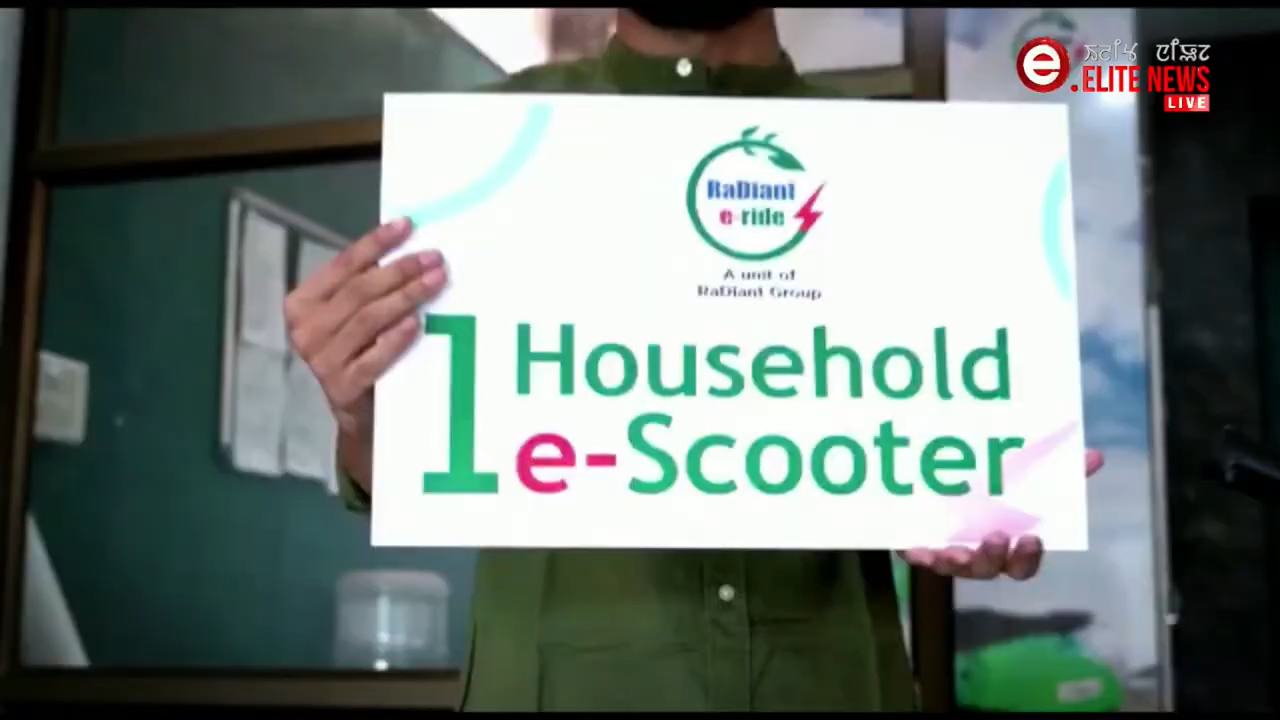 ELITE NEWS
LIVE
RaDiant
e-ride
A unit of
RaDiant Group
1 Household
e-Scooter